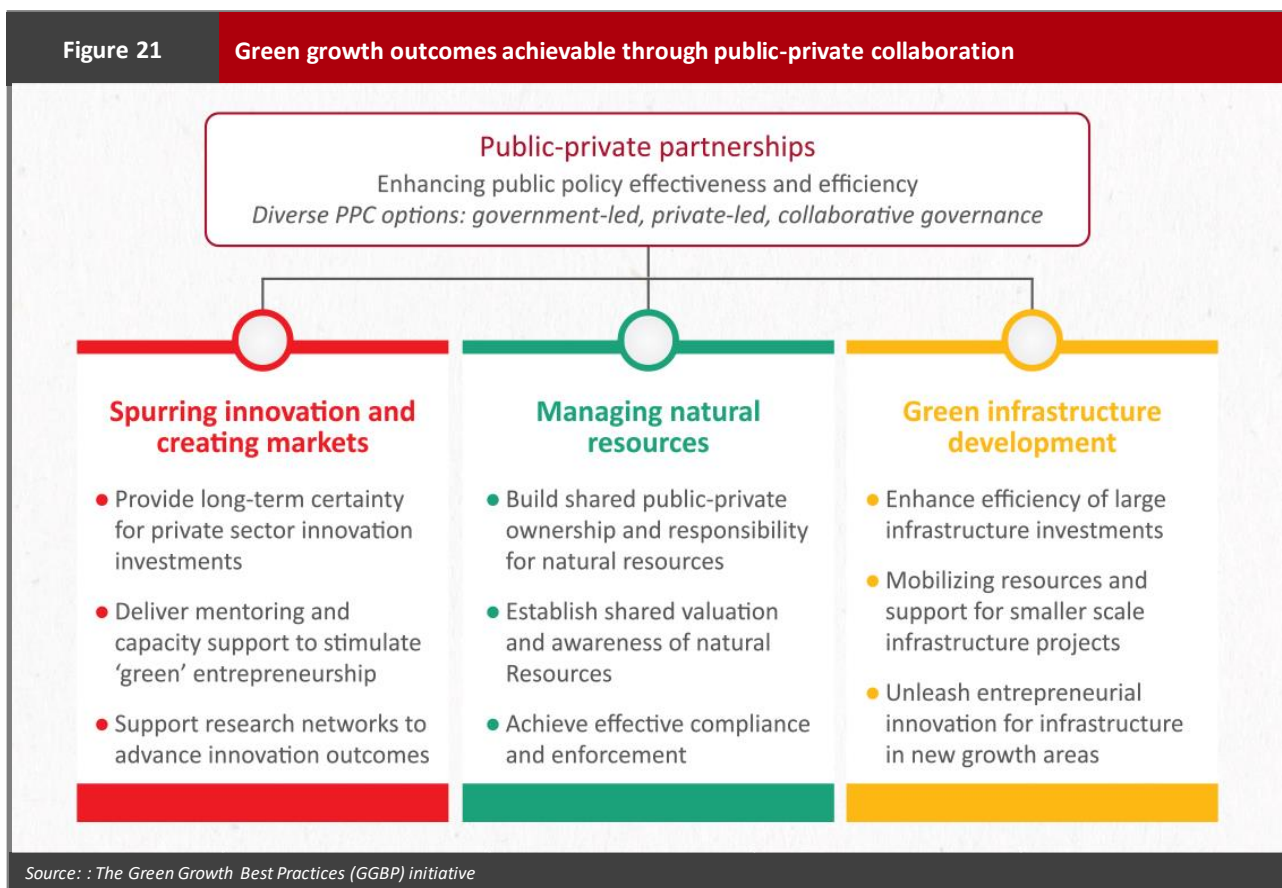 Figure 21
Green growth outcomes achievable through public-private collaboration
Public-private partnerships
Enhancing public policy effectiveness and efficiency
Diverse PPC options: government-led, private-led, collaborative governance
Spurring innovation and
creating markets
• Provide long-term certainty
for private sector innovation
investments
• Deliver mentoring and
capacity support to stimulate
‘green’ entrepreneurship
• Support research networks to
advance innovation outcomes
Managing natural
resources
• Build shared public-private
ownership and responsibility
for natural resources
• Establish shared valuation
and awareness of natural
Resources
• Achieve effective compliance
and enforcement
Green infrastructure
development
• Enhance efficiency of large
infrastructure investments
• Mobilizing resources and
support for smaller scale
infrastructure projects
• Unleash entrepreneurial
innovation for infrastructure
in new growth areas
Source: : The Green Growth Best Practices (GGBP) initiative